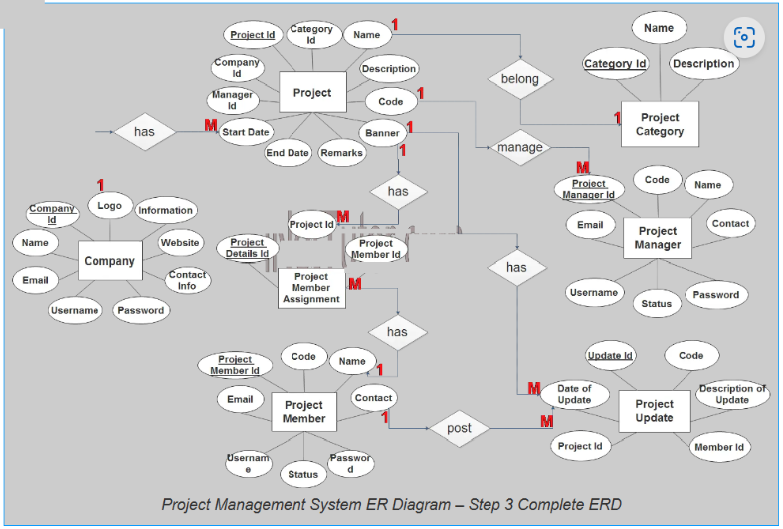 Project Id
Category
Id
Name
1
Name
Company
Id
Description
belong
Category Id
Description
Manager
Id
Project
Code
1
1
Project
Category
has
M
Start Date
Banner
1
manage
End Date
Remarks
1
M
Project
Manager Id
Code
Name
has
1
Company
Id
Logo
Information
Project Id
M
Email
Project
Manager
Contact
Name
Website
Project
Details Id
Project
Member Id
Company
has
Email
Contact
Info
Project
Member
Assignment
M
Username
Status
Password
Username
Password
has
Project
Member Id
Code
Name
1
Update Id
Code
Email
Contact
M
Date of
Update
Description of
Update
Project
Member
1
Project
Update
post
M
Usernam
e
Status
Passwor
d
Project Id
Member Id
Project Management System ER Diagram – Step 3 Complete ERD